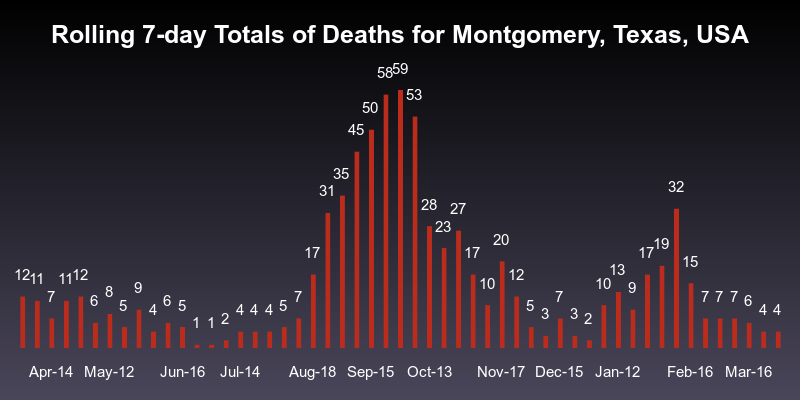 Rolling 7-day Totals of Deaths for Montgomery, Texas, USA
12 11 7 11 12 6 8 5 9 4 6 5 1 1 2 4 4 4 5 7 17 31 35 45 50 58 59 53 28 23 27 17 10 20 12 5 3 7 3 2 10 13 9 17 19 32 15 7 7 7 6 4 4
Apr-14 May-12 Jun-16 Jul-14 Aug-18 Sep-15 Oct-13 Nov-17 Dec-15 Jan-12 Feb-16 Mar-16